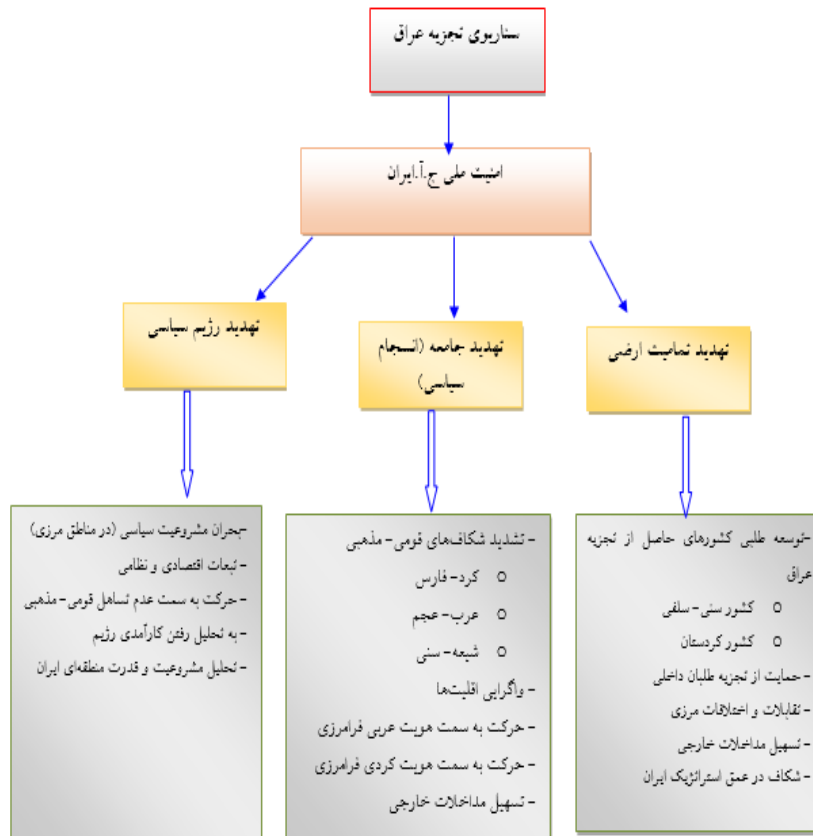 سناریوی تجزیه عراق
امنیت ملی ج.آ.ایران
تهدید تمامیت ارضی
تهدید جامعه (انسجام
سیاسی)
تهدید رژیم سیاسی
-توسعه طلبی کشورهای حاصل از تجزیه
عراق
o کشور سنی- سلفی
o کشور کردستان
-حمایت از تجزیه طلبان داخلی
-تقابلات و اختلافات مرزی
-تسهیل مداخلات خارجی
-شکاف در عمق استراتژیک ایران
- تشدید شکاف‌های قومی- مذهبی
o کرد- فارس
o عرب- عجم
o شیعه- سنی
- واگرایی اقلیت‌ها
- حرکت به سمت هویت عربی فرامرزی
- حرکت به سمت هویت کردی فرامرزی
- تسهیل مداخلات خارجی
-بحران مشروعیت سیاسی (در مناطق مرزی)
- تبعات اقتصادی و نظامی
- حرکت به سمت عدم تساهل قومی- مذهبی
- به تحلیل رفتن کارآمدی رژیم
- تحلیل مشروعیت و قدرت منطقه‌ای ایران